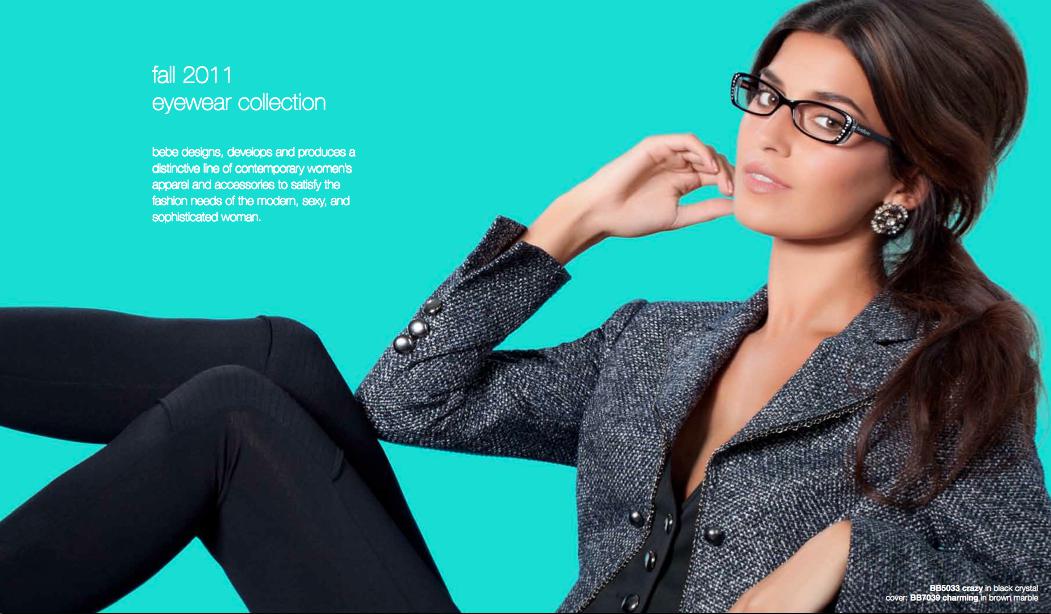 fall 2011
eyewear collection
bebe designs, develops and produces a
distinctive line of contemporary women's
apparel and accessories to satisfy the
fashion needs of the modern, sexy, and
sophisticated woman.
BB5033 crazy in black crystal
cover: BB7039 charming in brown marble